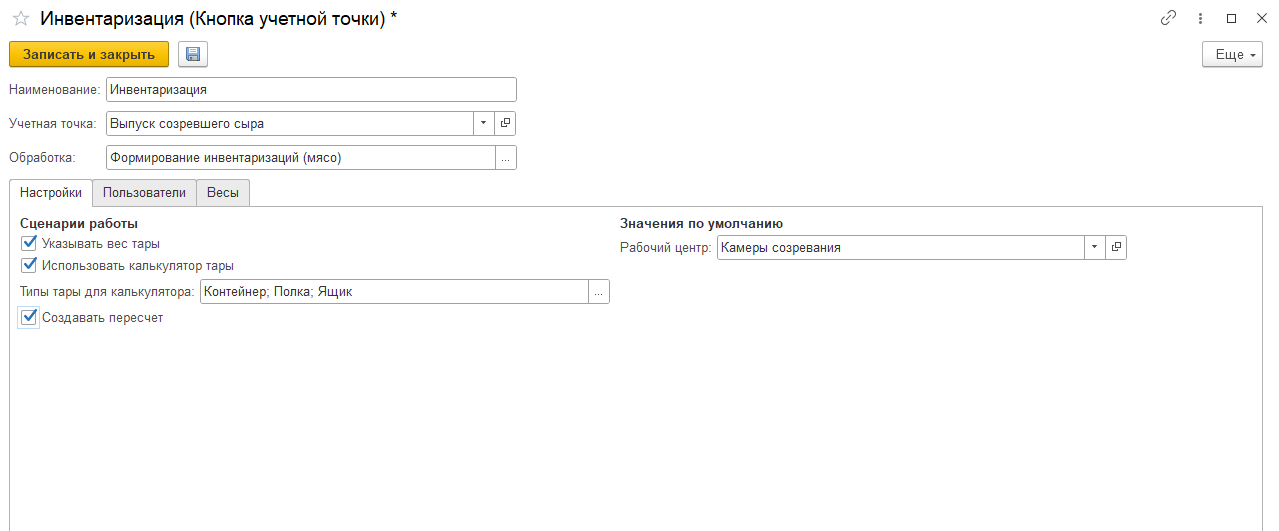 Инвентаризация (Кнопка учетной точки) *
Записать и закрыть
Еще
Наименование: Инвентаризация
Учетная точка: Выпуск созревшего сыра
Обработка: Формирование инвентаризаций (мясо) ...
Настройки Пользователи Весы
Сценарии работы
Указывать вес тары
Использовать калькулятор тары
Типы тары для калькулятора: Контейнер; Полка; Ящик ...
Создавать пересчет
Значения по умолчанию
Рабочий центр: Камеры созревания